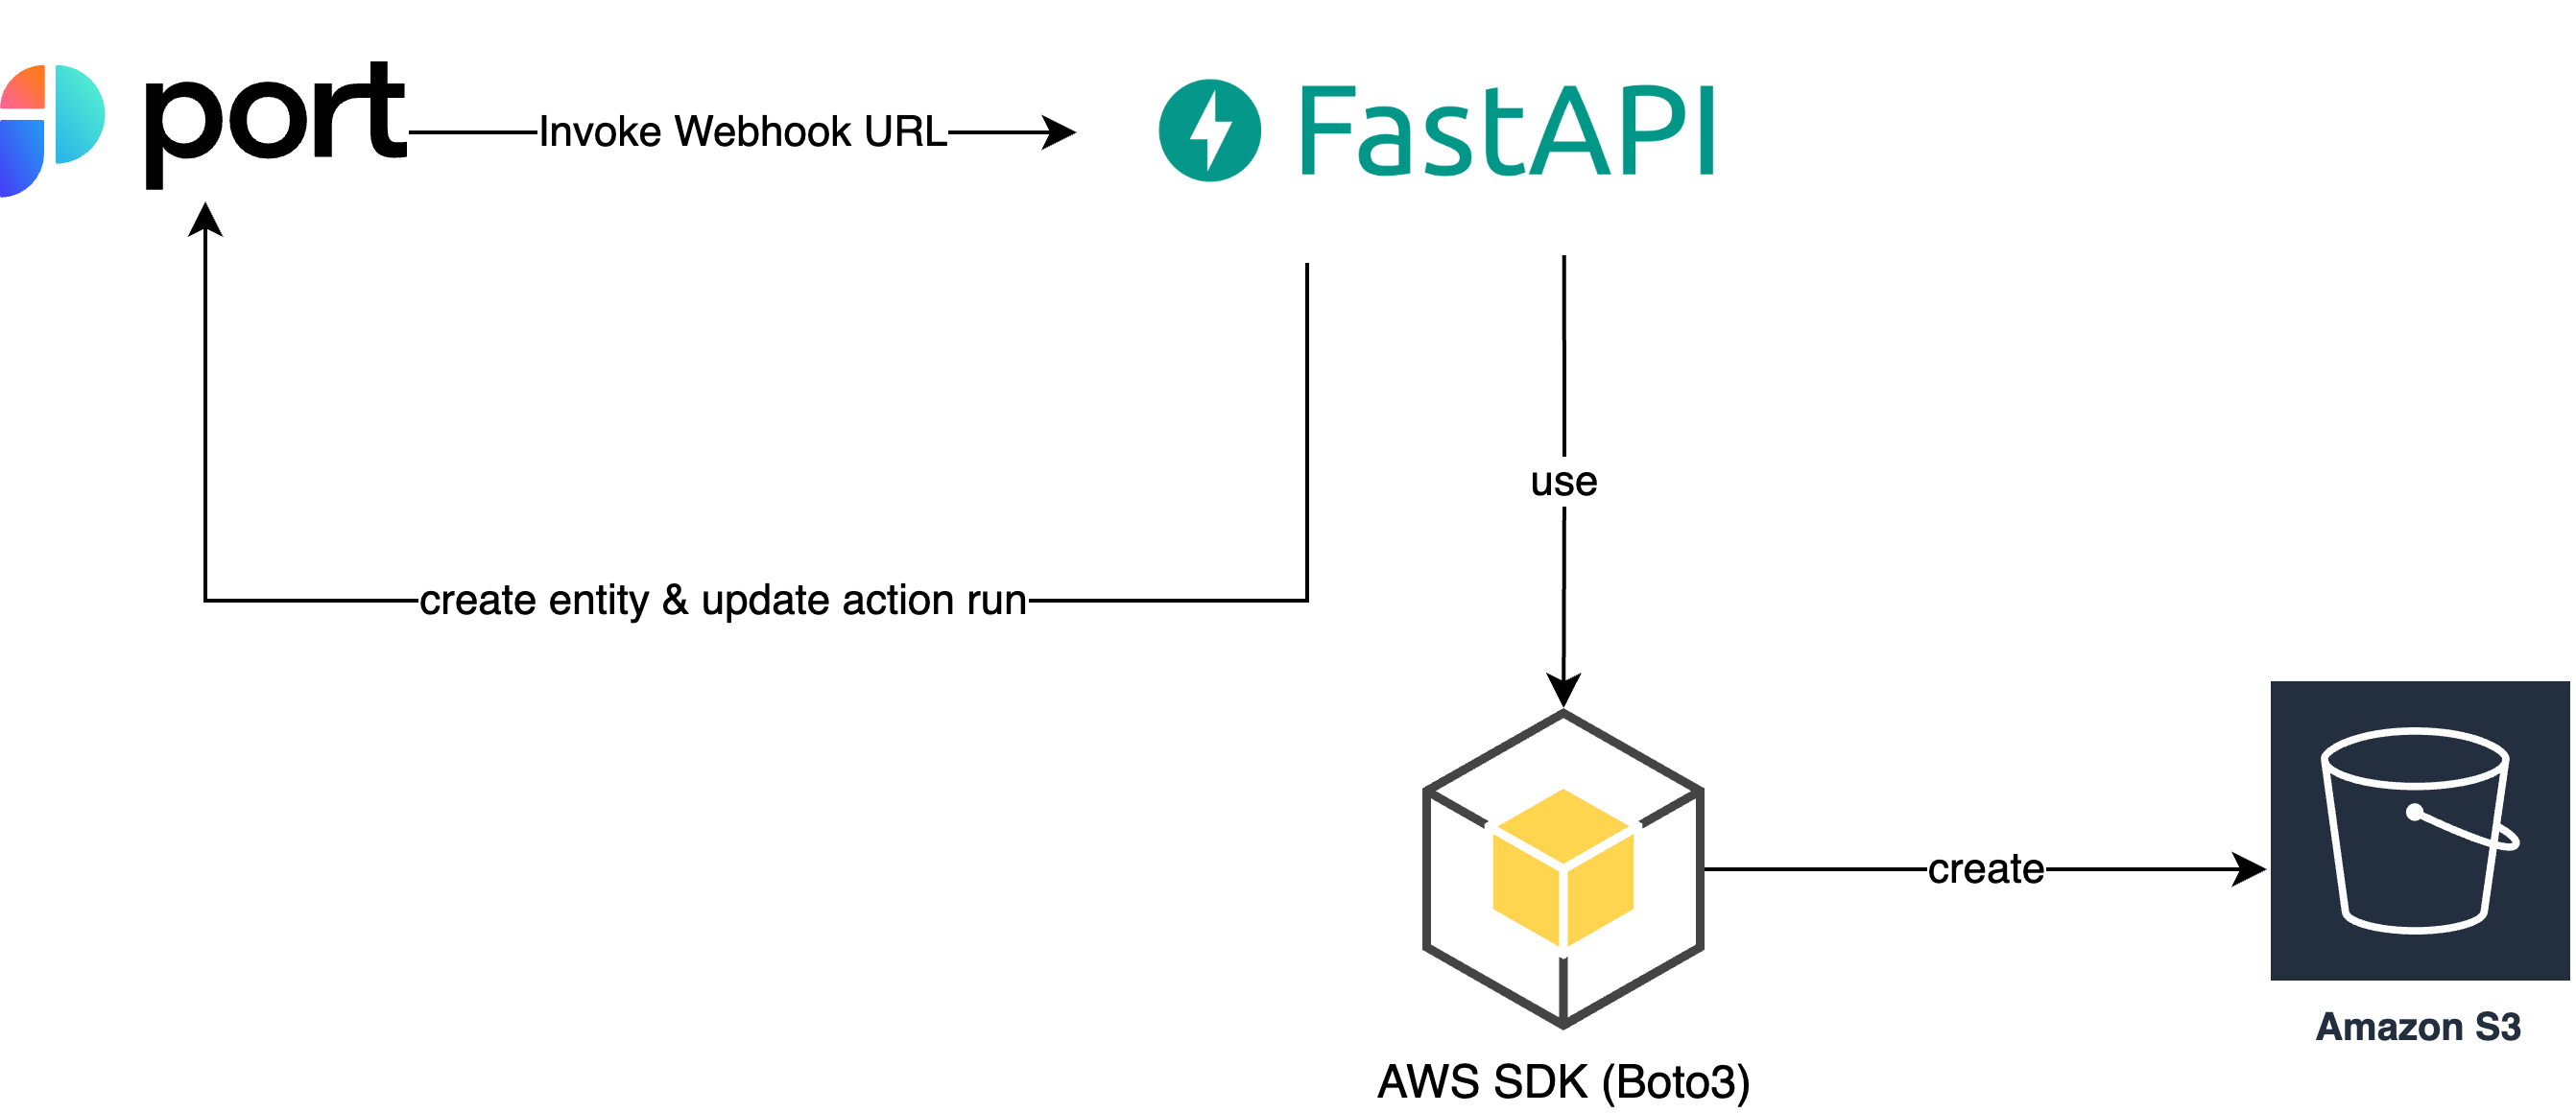 port
Invoke Webhook URL
FastAPI
use
create entity & update action run
create
Amazon S3
AWS SDK (Boto3)